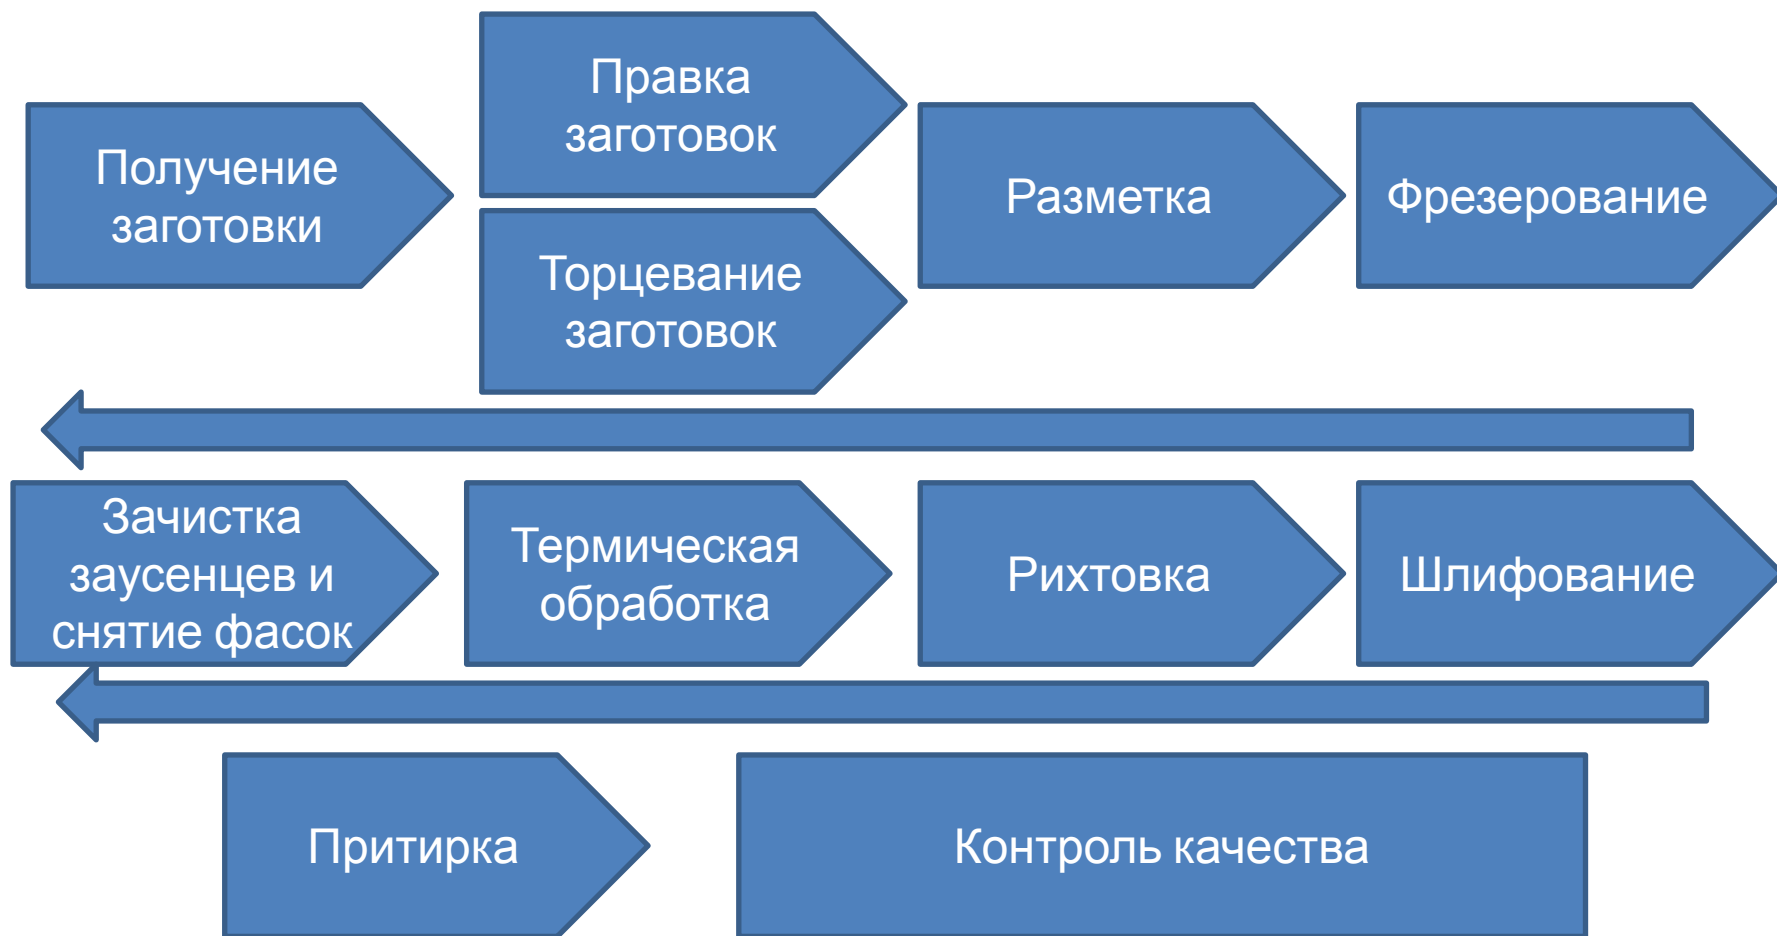 Получение
заготовки
Правка
заготовок
Торцевание
заготовок
Разметка
Фрезерование
Зачистка
заусенцев и
снятие фасок
Термическая
обработка
Рихтовка
Шлифование
Притирка
Контроль качества